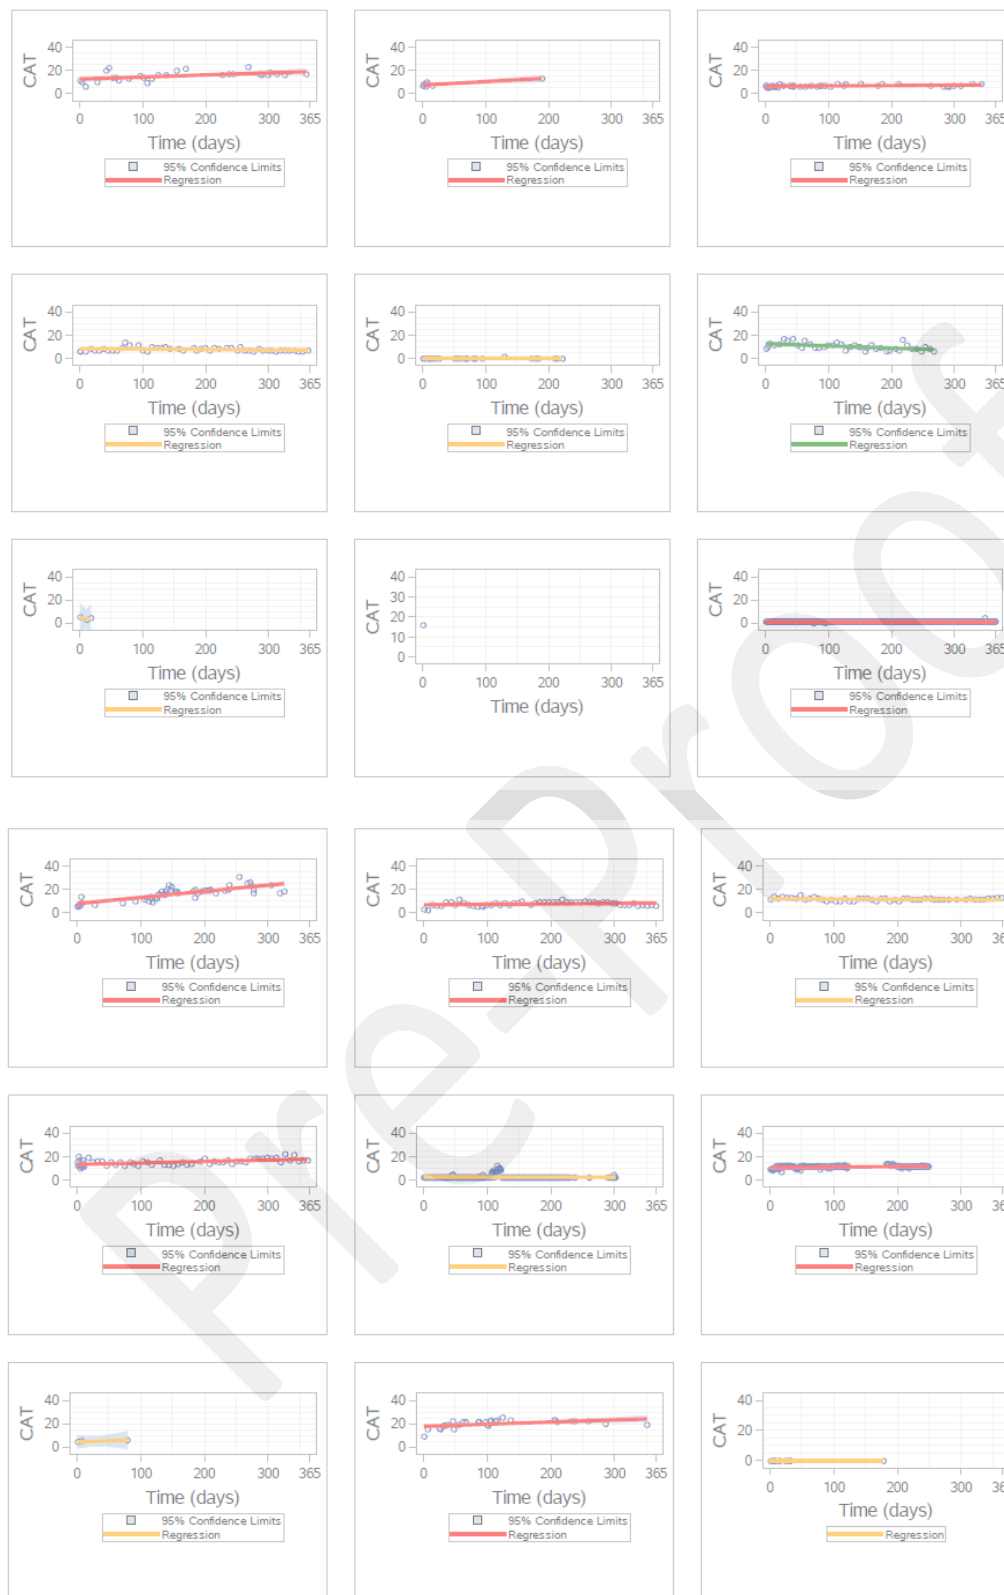 CAT
40
20
0
0 100 200 300 365
Time (days)
95% Confidence Limits
Regression
CAT
40
20
0
0 100 200 300 365
Time (days)
95% Confidence Limits
Regression
CAT
40
20
0
0 100 200 300 365
Time (days)
95% Confidence Limits
Regression
CAT
40
20
0
0 100 200 300 365
Time (days)
95% Confidence Limits
Regression
CAT
40
20
0
0 100 200 300 365
Time (days)
95% Confidence Limits
Regression
CAT
40
20
0
0 100 200 300 365
Time (days)
95% Confidence Limits
Regression
CAT
40
20
0
0 100 200 300 365
Time (days)
95% Confidence Limits
Regression
CAT
40
30
20
10
0
0 100 200 300 365
Time (days)
CAT
40
20
0
0 100 200 300 365
Time (days)
95% Confidence Limits
Regression
CAT
40
20
0
0 100 200 300 365
Time (days)
95% Confidence Limits
Regression
CAT
40
20
0
0 100 200 300 365
Time (days)
95% Confidence Limits
Regression
CAT
40
20
0
0 100 200 300 36
Time (days)
95% Confidence Limits
Regression
CAT
40
20
0
0 100 200 300 365
Time (days)
95% Confidence Limits
Regression
CAT
40
20
0
0 100 200 300 365
Time (days)
95% Confidence Limits
Regression
CAT
40
20
0
0 100 200 300 36
Time (days)
95% Confidence Limits
Regression
CAT
40
20
0
0 100 200 300 365
Time (days)
95% Confidence Limits
Regression
CAT
40
20
0
0 100 200 300 365
Time (days)
95% Confidence Limits
Regression
CAT
40
20
0
0 100 200 300 36
Time (days)
Regression
Pre-Proof